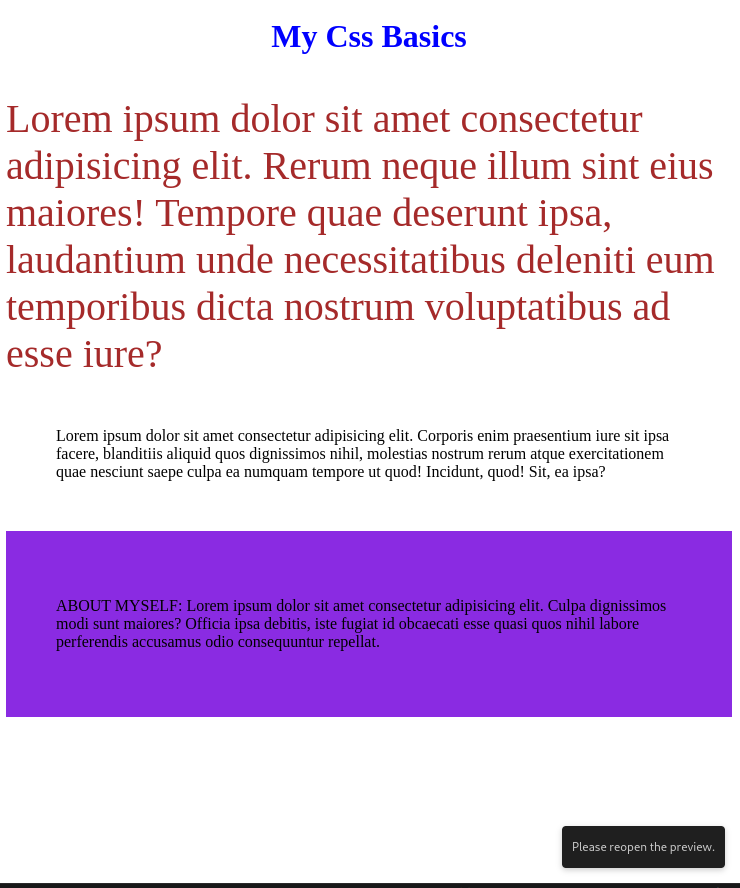 My Css Basics
Lorem ipsum dolor sit amet consectetur
adipisicing elit. Rerum neque illum sint eius
maiores! Tempore quae deserunt ipsa,
laudantium unde necessitatibus deleniti eum
temporibus dicta nostrum voluptatibus ad
esse iure?
Lorem ipsum dolor sit amet consectetur adipisicing elit. Corporis enim praesentium iure sit ipsa
facere, blanditiis aliquid quos dignissimos nihil, molestias nostrum rerum atque exercitationem
quae nesciunt saepe culpa ea numquam tempore ut quod! Incidunt, quod! Sit, ea ipsa?
ABOUT MYSELF: Lorem ipsum dolor sit amet consectetur adipisicing elit. Culpa dignissimos
modi sunt maiores? Officia ipsa debitis, iste fugiat id obcaecati esse quasi quos nihil labore
perferendis accusamus odio consequuntur repellat.
Please reopen the preview.